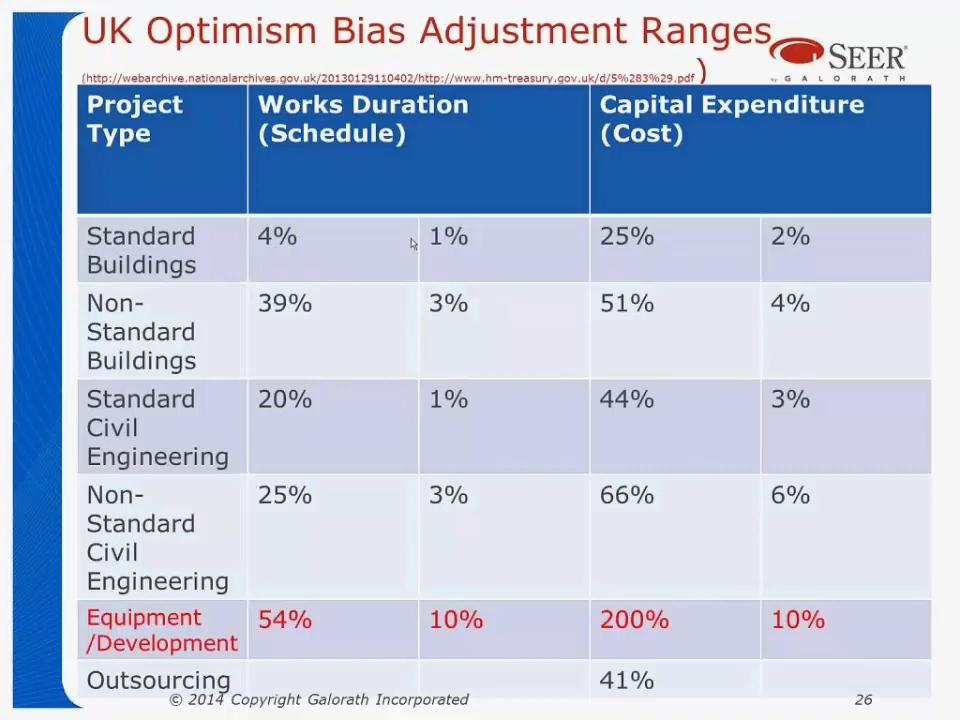 UK Optimism Bias Adjustment Ranges
(http://webarchive.nationalarchives.gov.uk/20130129110402/http://www.hm-treasury.gov.uk/d/5%283%29.pdf )
SEER®
by GALORATH
Project Type Works Duration (Schedule) Capital Expenditure (Cost)
Standard Buildings 4% 1% 25% 2%
Non-Standard Buildings 39% 3% 51% 4%
Standard Civil Engineering 20% 1% 44% 3%
Non-Standard Civil Engineering 25% 3% 66% 6%
Equipment /Development 54% 10% 200% 10%
Outsourcing 41%
© 2014 Copyright Galorath Incorporated 26